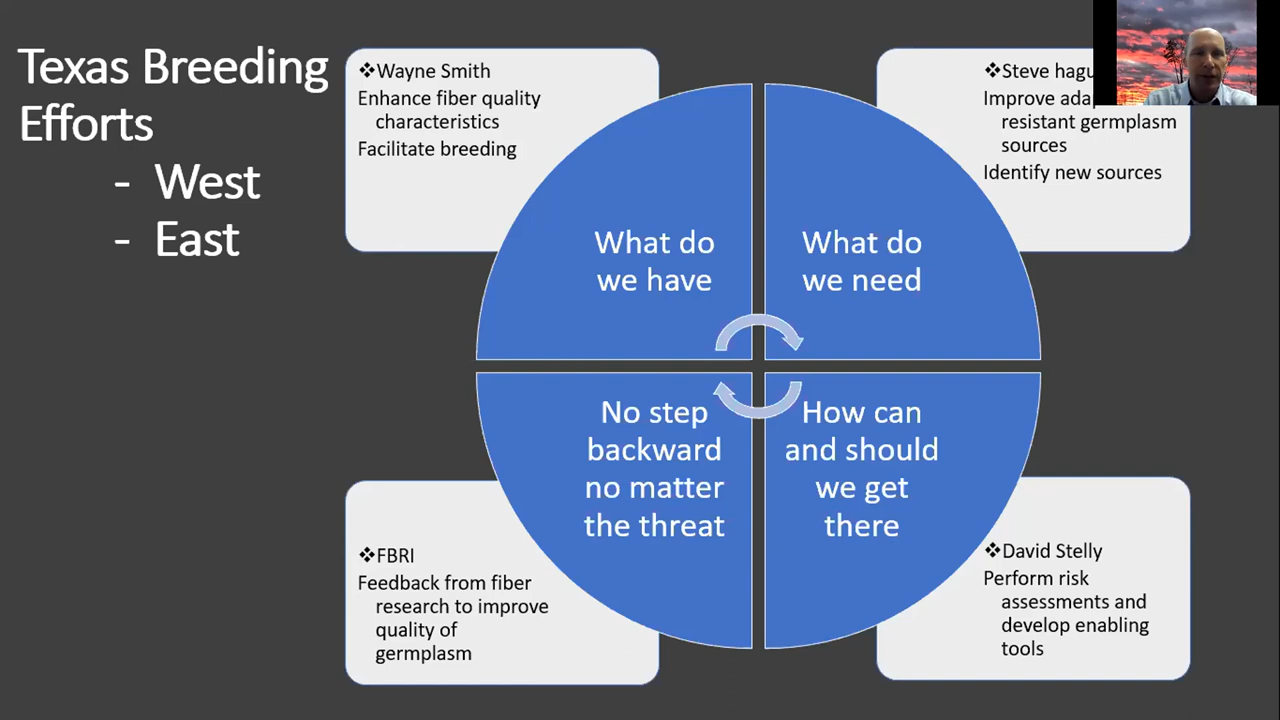 Texas Breeding
Efforts
- West
- East
❖Wayne Smith
Enhance fiber quality
characteristics
Facilitate breeding
❖Steve
Improve
resistant germplasm
sources
Identify new sources
What do
we have
What do
we need
No step
backward
no matter
the threat
How can
and should
we get
there
❖FBRI
Feedback from fiber
research to improve
quality of
germplasm
❖David Stelly
Perform risk
assessments and
develop enabling
tools